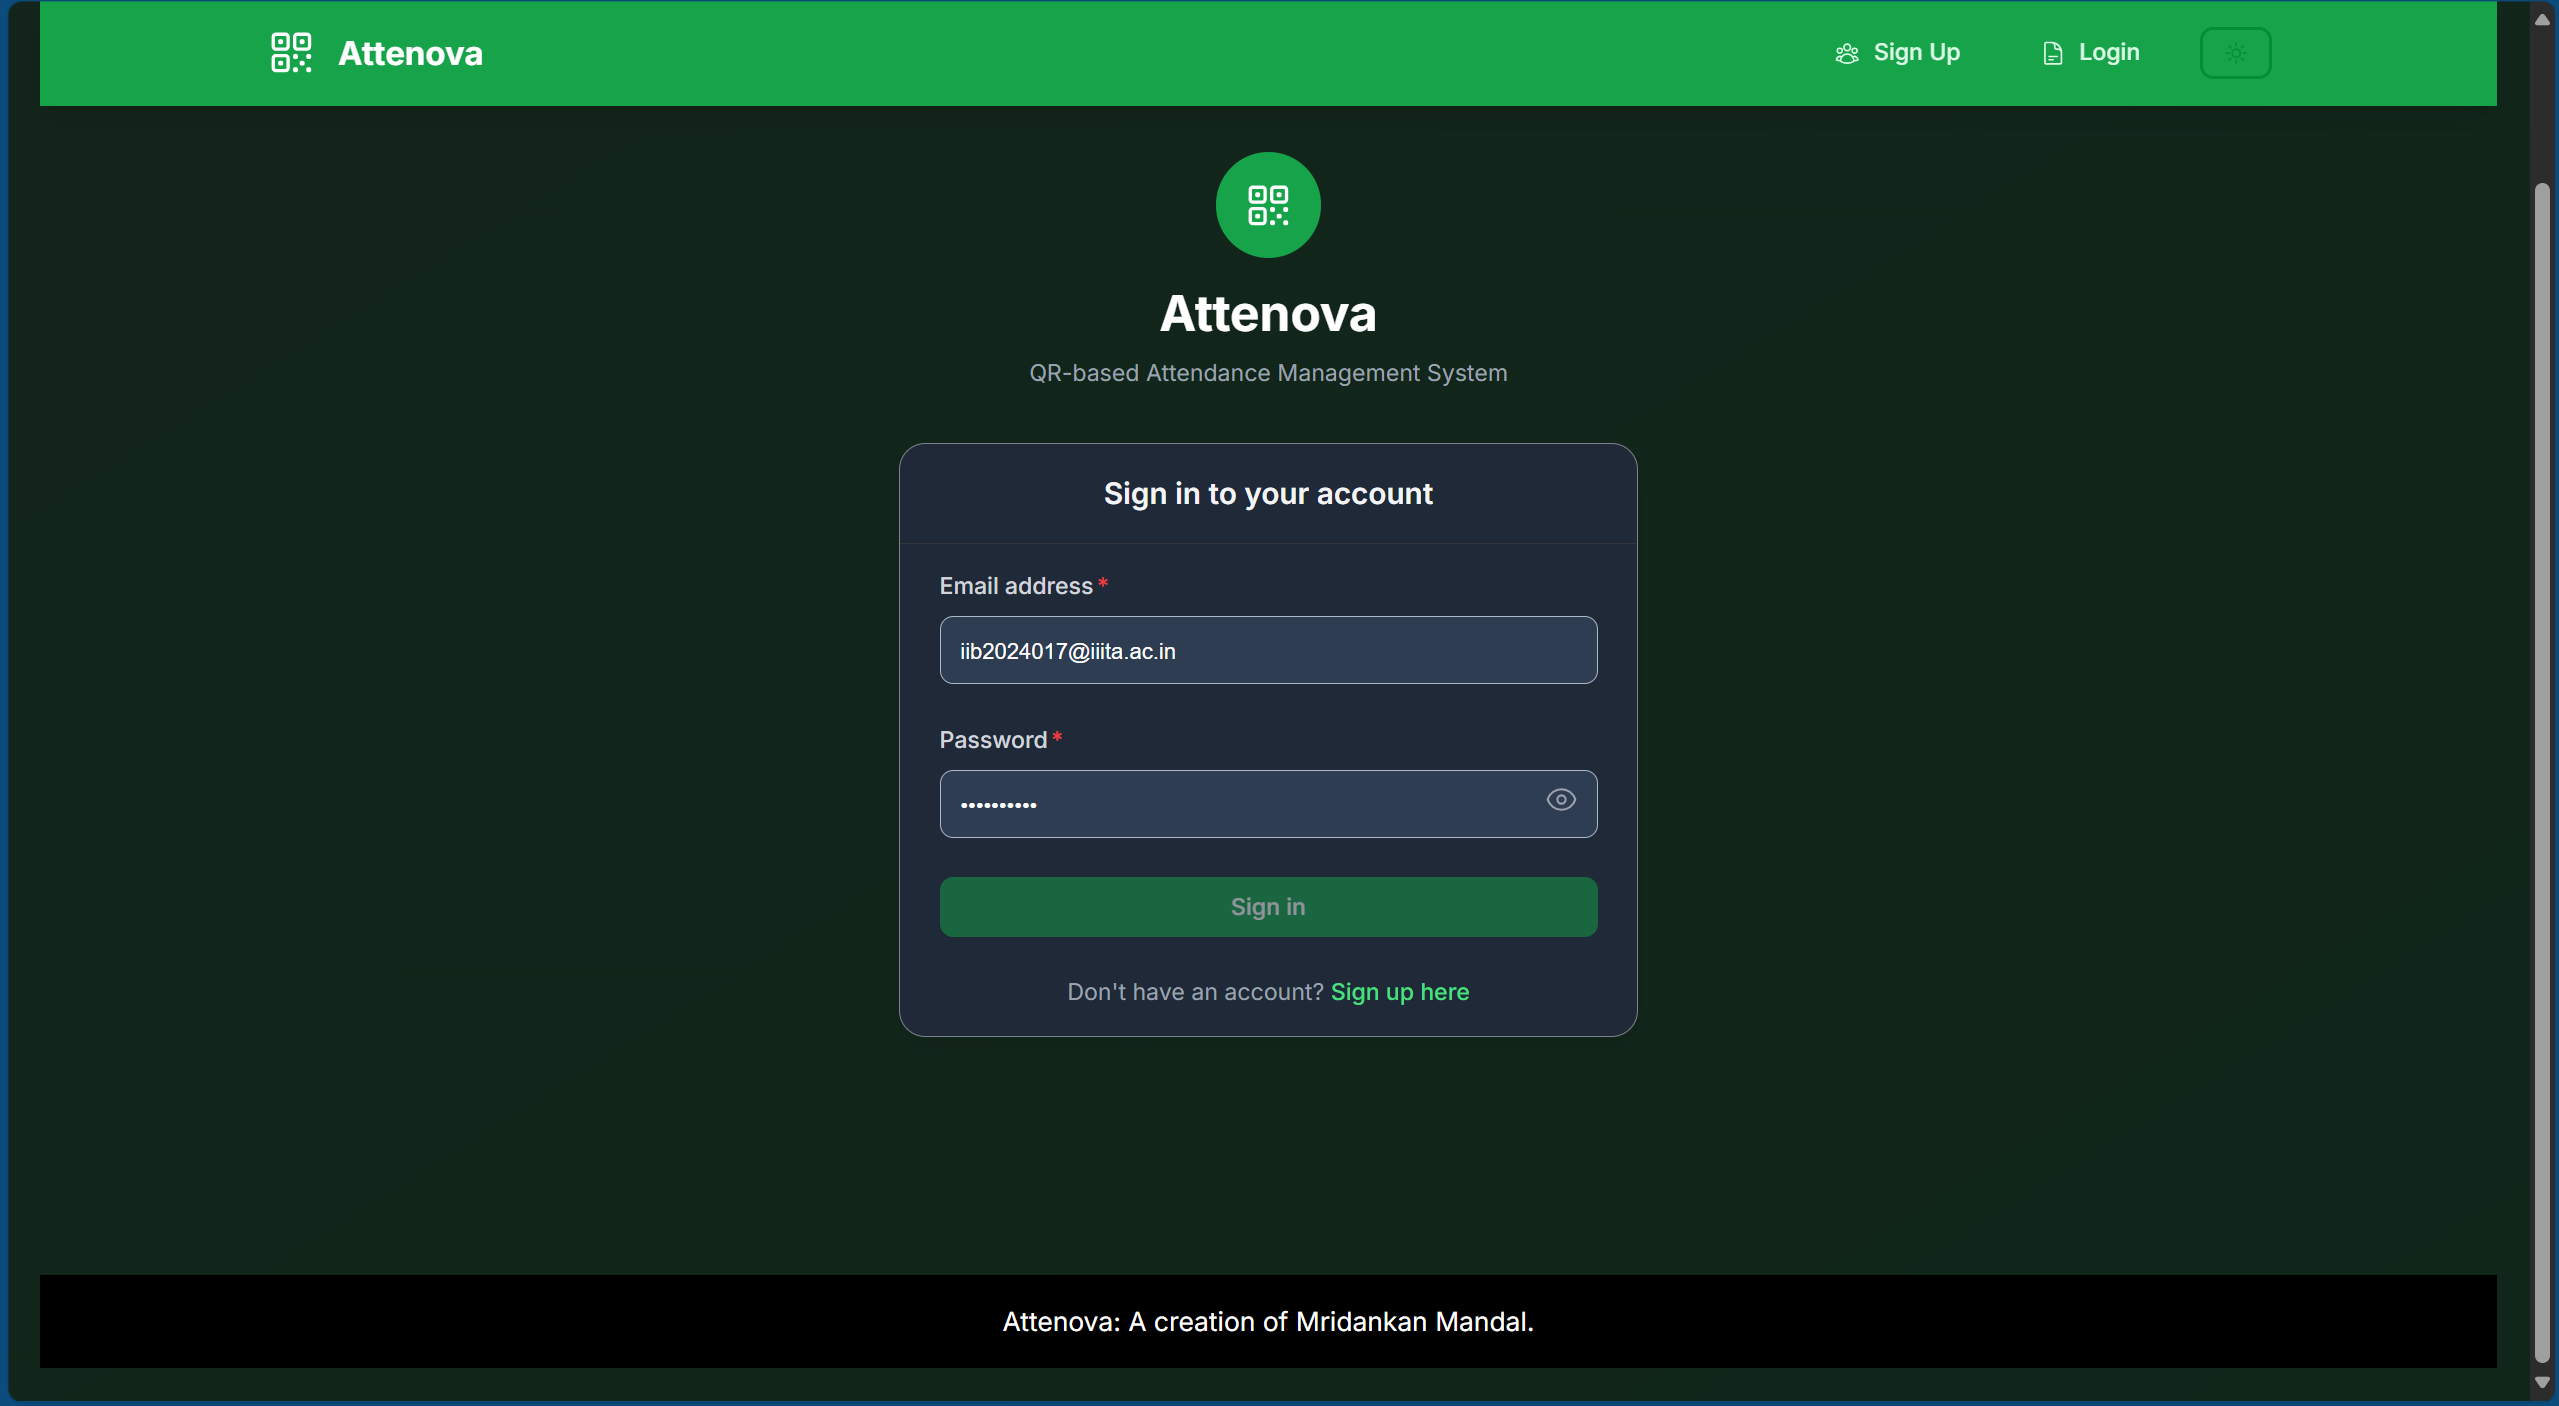 Attenova
Sign Up
Login
Attenova
QR-based Attendance Management System
Sign in to your account
Email address*
iib2024017@iiita.ac.in
Password*
••••••••••
Sign in
Don't have an account? Sign up here
Attenova: A creation of Mridankan Mandal.